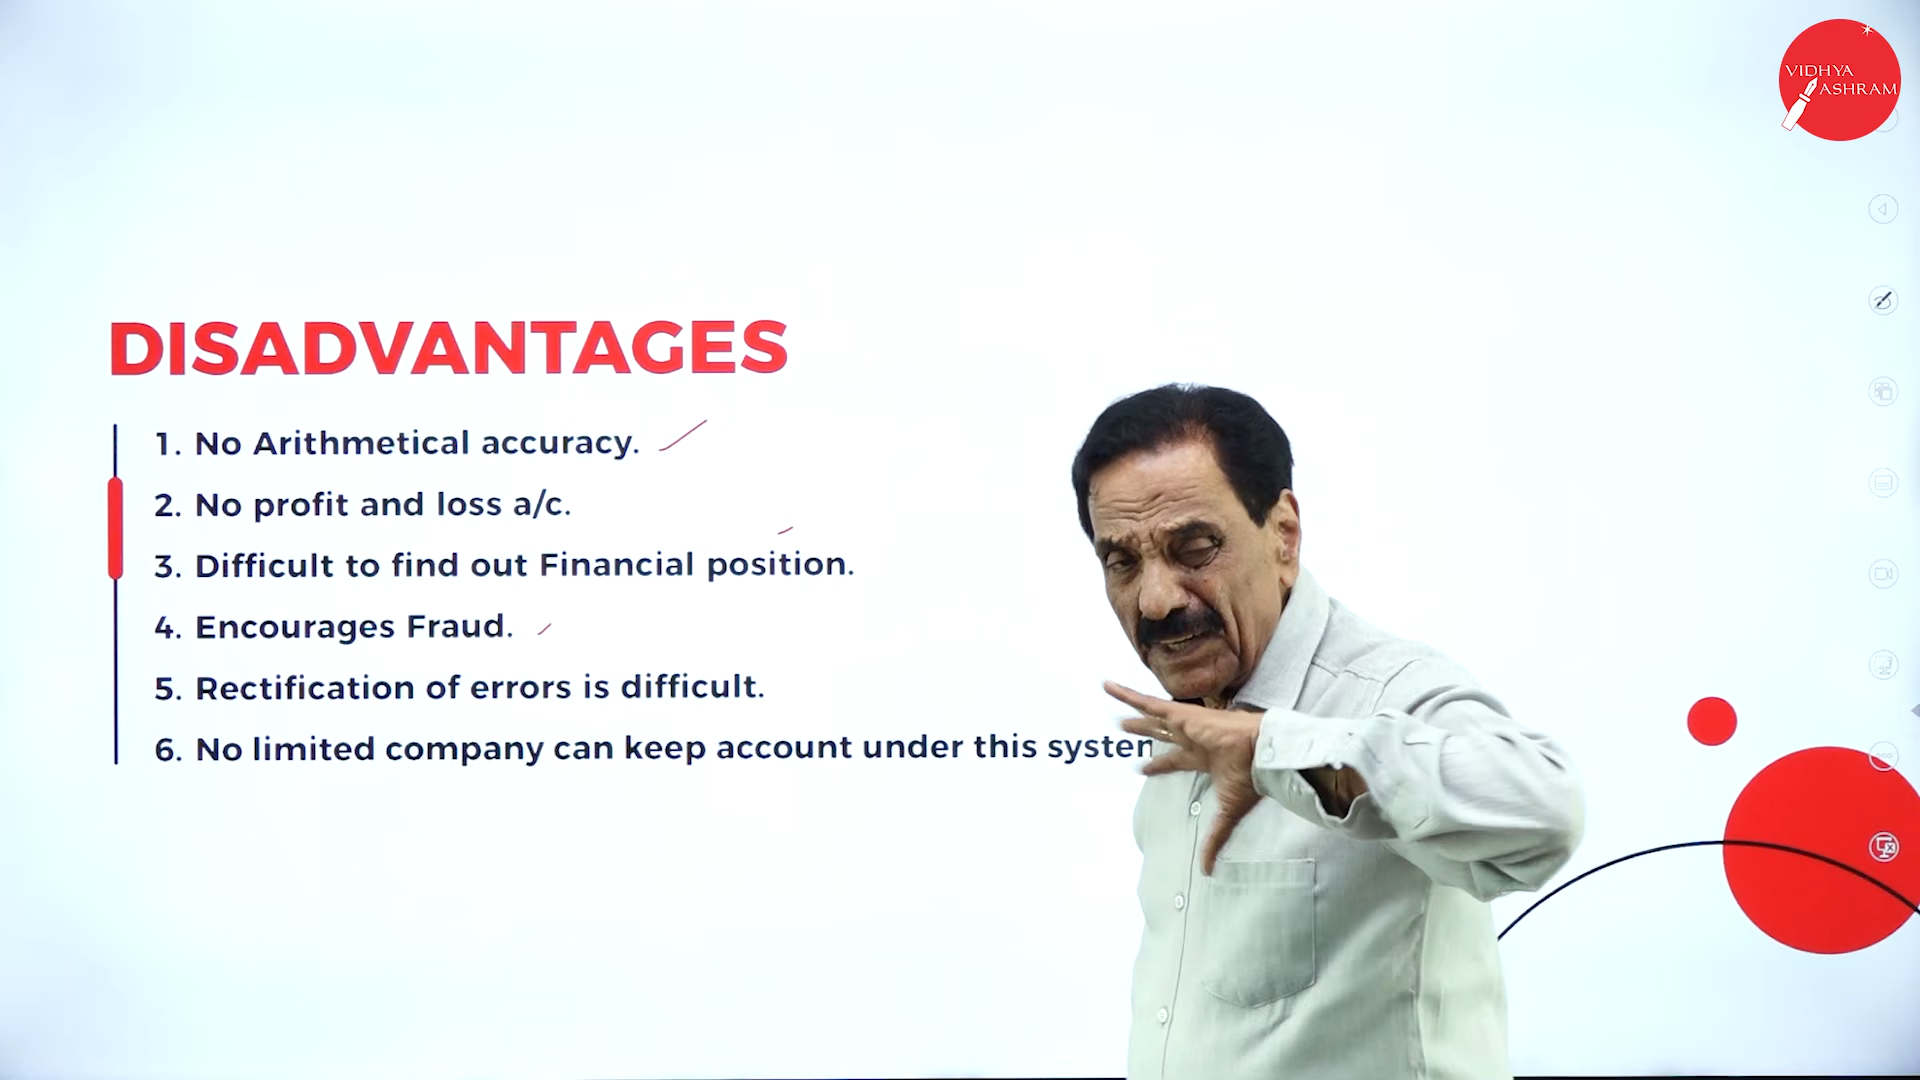 VIDHYA
ASHRAM
DISADVANTAGES
1. No Arithmetical accuracy.
2. No profit and loss a/c.
3. Difficult to find out Financial position.
4. Encourages Fraud.
5. Rectification of errors is difficult.
6. No limited company can keep account under this